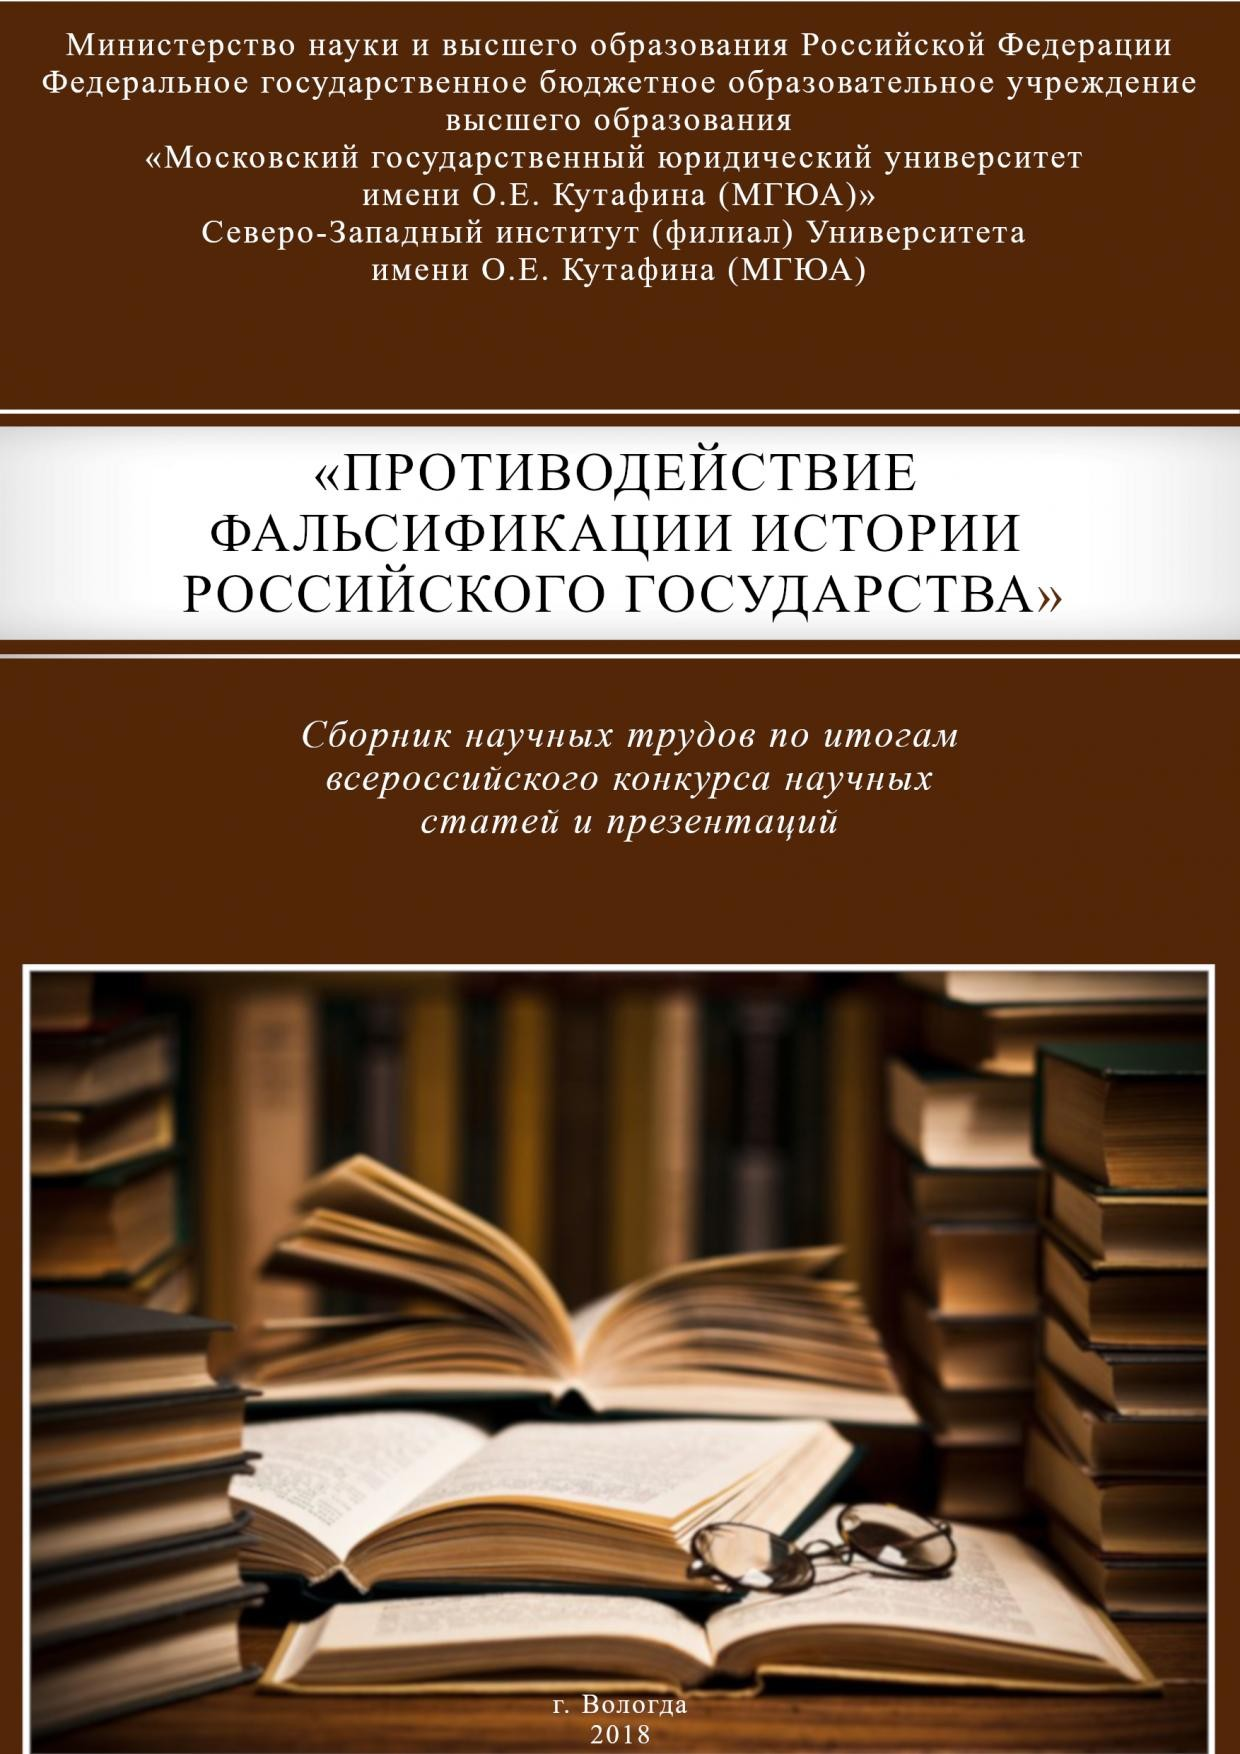 Министерство науки и высшего образования Российской Федерации
Федеральное государственное бюджетное образовательное учреждение
высшего образования
«Московский государственный юридический университет
имени О.Е. Кутафина (МГЮА)»
Северо-Западный институт (филиал) Университета
имени О.Е. Кутафина (МГЮА)
«ПРОТИВОДЕЙСТВИЕ
ФАЛЬСИФИКАЦИИ ИСТОРИИ
РОССИЙСКОГО ГОСУДАРСТВА»
Сборник научных трудов по итогам
всероссийского конкурса научных
статей и презентаций
г. Вологда
2018